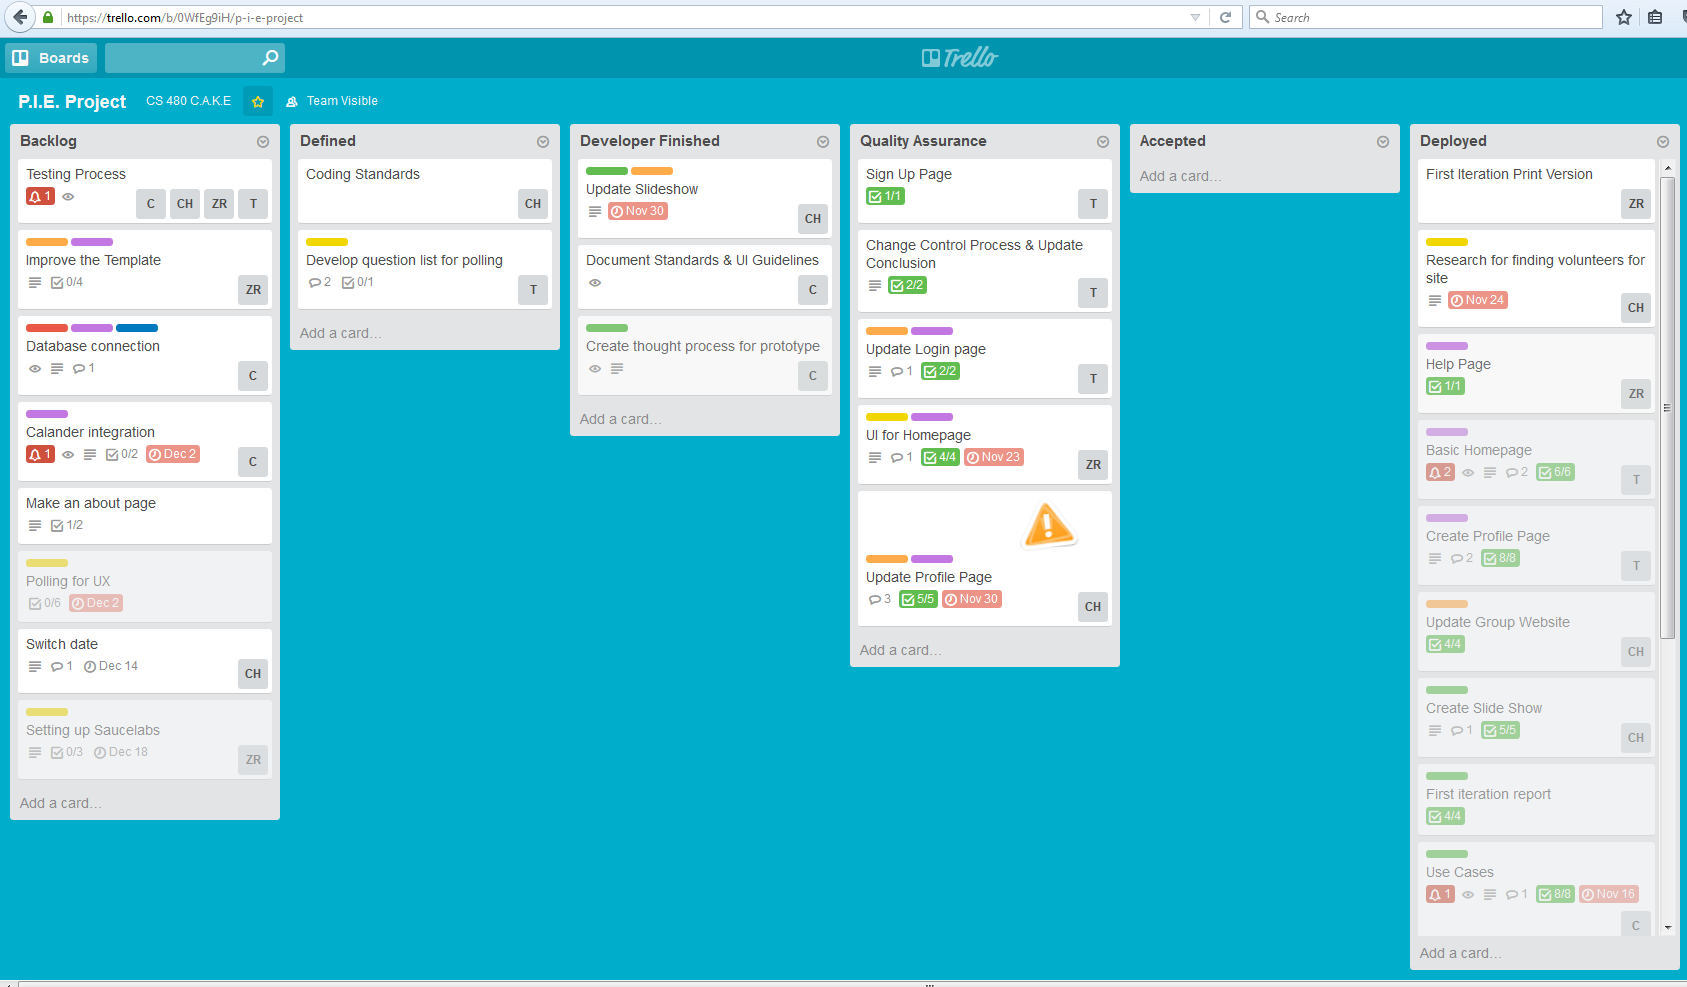 https://trello.com/b/0WfEg9iH/p-i-e-project
Search
Boards
Trello
P.I.E. Project
CS 480 C.A.K.E
Team Visible
Backlog
Testing Process
1
C CH ZR T
Improve the Template
0/4
ZR
Database connection
1
C
Calander integration
1 0/2 Dec 2
C
Make an about page
1/2
Polling for UX
0/6 Dec 2
Switch date
1 Dec 14
CH
Setting up Saucelabs
0/3 Dec 18
ZR
Add a card...
Defined
Coding Standards
CH
Develop question list for polling
2 0/1
T
Add a card...
Developer Finished
Update Slideshow
Nov 30
CH
Document Standards & UI Guidelines
C
Create thought process for prototype
C
Add a card...
Quality Assurance
Sign Up Page
1/1
T
Change Control Process & Update
Conclusion
2/2
T
Update Login page
1 2/2
T
UI for Homepage
1 4/4 Nov 23
ZR
Update Profile Page
3 5/5 Nov 30
CH
Add a card...
Accepted
Add a card...
Deployed
First Iteration Print Version
ZR
Research for finding volunteers for
site
Nov 24
CH
Help Page
1/1
ZR
Basic Homepage
2 2 6/6
T
Create Profile Page
2 8/8
T
Update Group Website
4/4
CH
Create Slide Show
1 5/5
CH
First iteration report
4/4
Use Cases
1 1 8/8 Nov 16
C
Add a card...